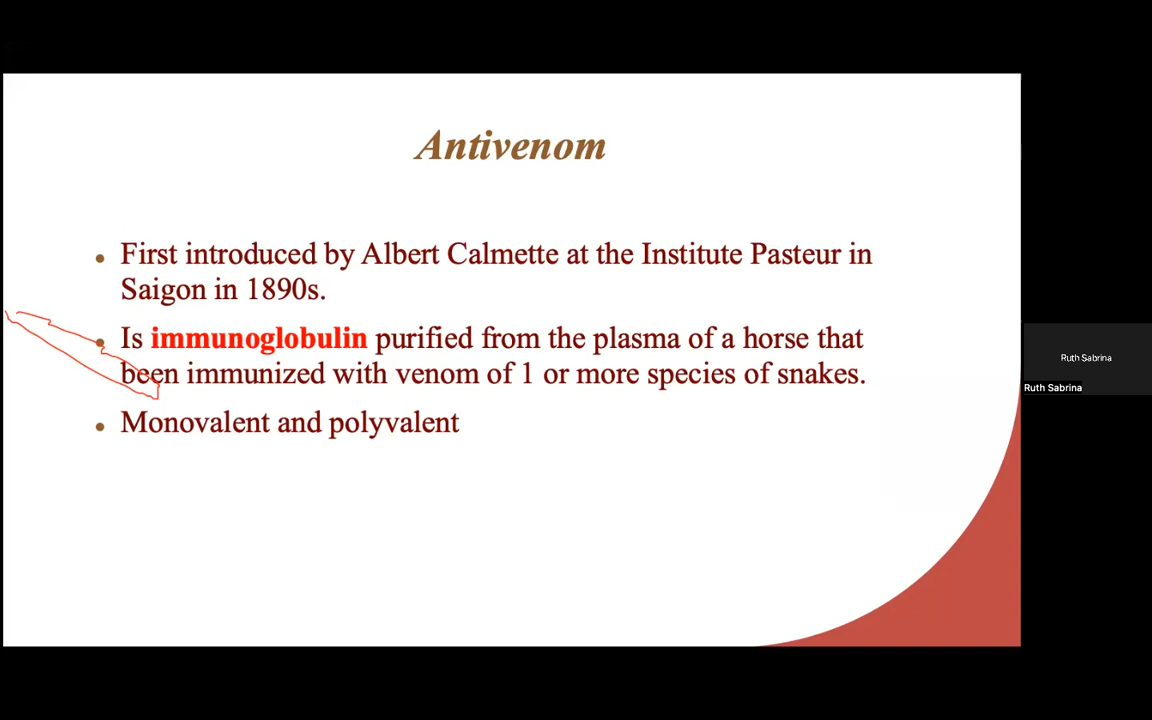 Antivenom
• First introduced by Albert Calmette at the Institute Pasteur in
Saigon in 1890s.
• Is immunoglobulin purified from the plasma of a horse that
been immunized with venom of 1 or more species of snakes.
• Monovalent and polyvalent
Ruth Sabrina
Ruth Sabrina